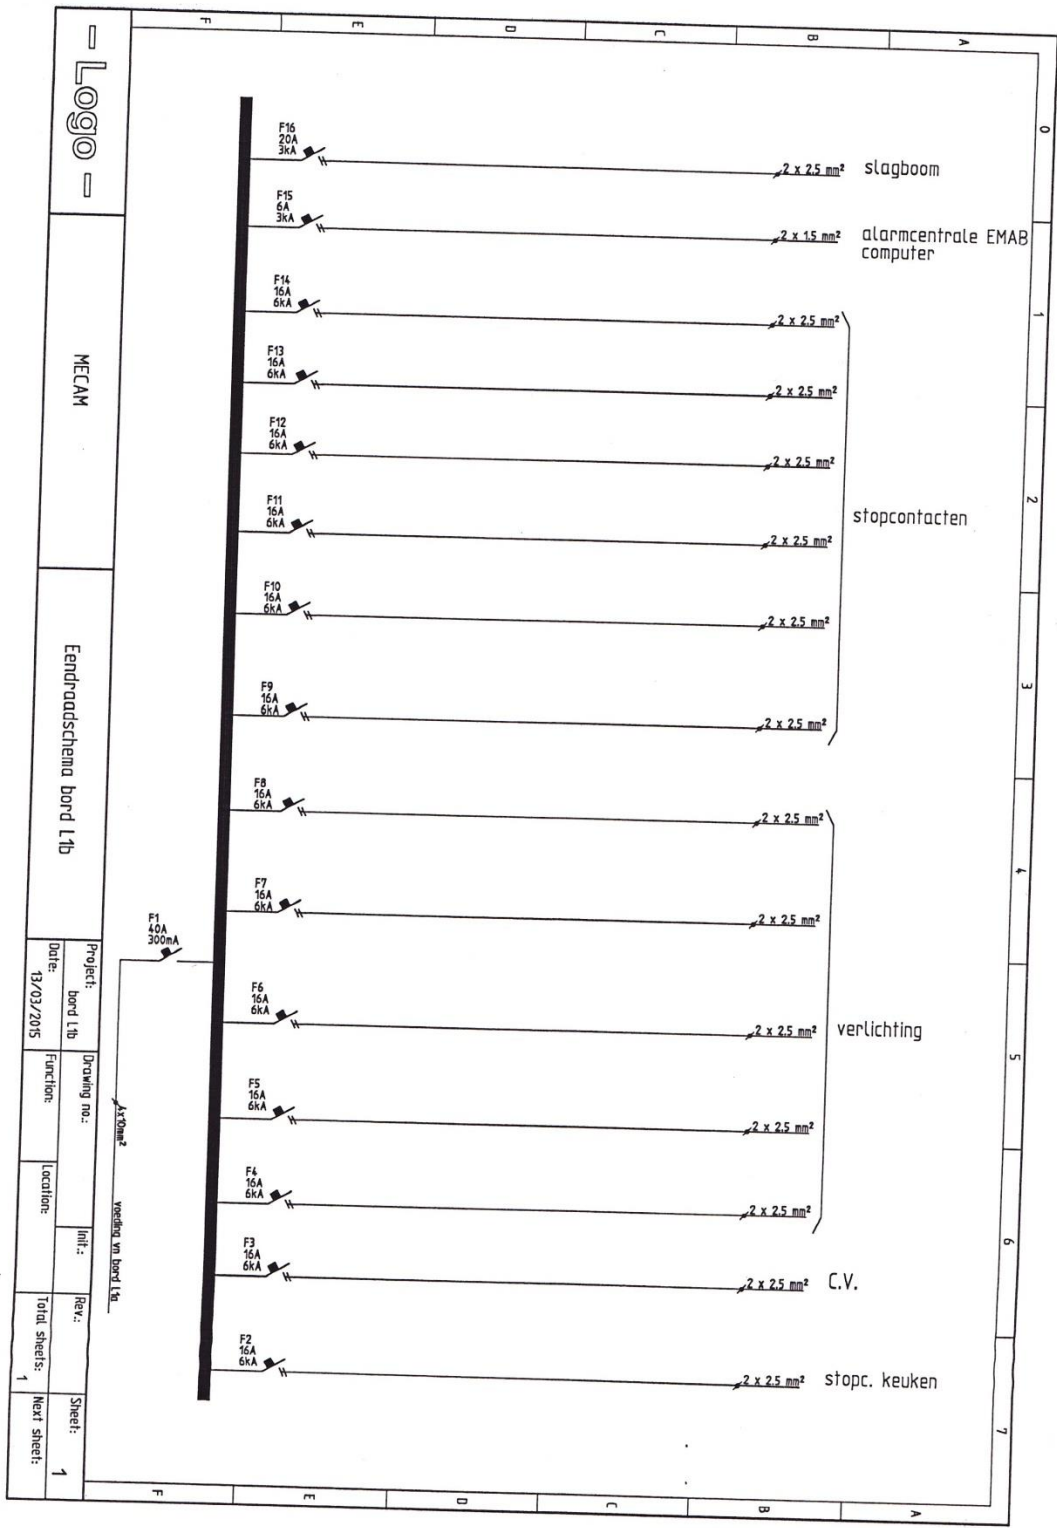 F
E
D
C
B
A
0
1
2
3
4
5
6
7
F16
20A
3kA
2 x 2.5 mm²
slagboom
F15
6A
3kA
2 x 1.5 mm²
alarmcentrale EMAB
computer
F14
16A
6kA
2 x 2.5 mm²
F13
16A
6kA
2 x 2.5 mm²
F12
16A
6kA
2 x 2.5 mm²
stopcontacten
F11
16A
6kA
2 x 2.5 mm²
F10
16A
6kA
2 x 2.5 mm²
F9
16A
6kA
2 x 2.5 mm²
F8
16A
6kA
2 x 2.5 mm²
F7
16A
6kA
2 x 2.5 mm²
F6
16A
6kA
2 x 2.5 mm²
verlichting
F5
16A
6kA
2 x 2.5 mm²
F4
16A
6kA
2 x 2.5 mm²
F3
16A
6kA
2 x 2.5 mm²
C.V.
F2
16A
6kA
2 x 2.5 mm²
stopc. keuken
F1
40A
300mA
4x10mm²
voeding vn bord L1a
F
E
D
C
B
A
- Logo -
MECAM
Eendraadschema bord L1b
Project:
bord L1b
Date:
13/03/2015
Drawing no.:
Function:
Location:
Init.:
Rev.:
Total sheets:
1
Sheet:
1
Next sheet: